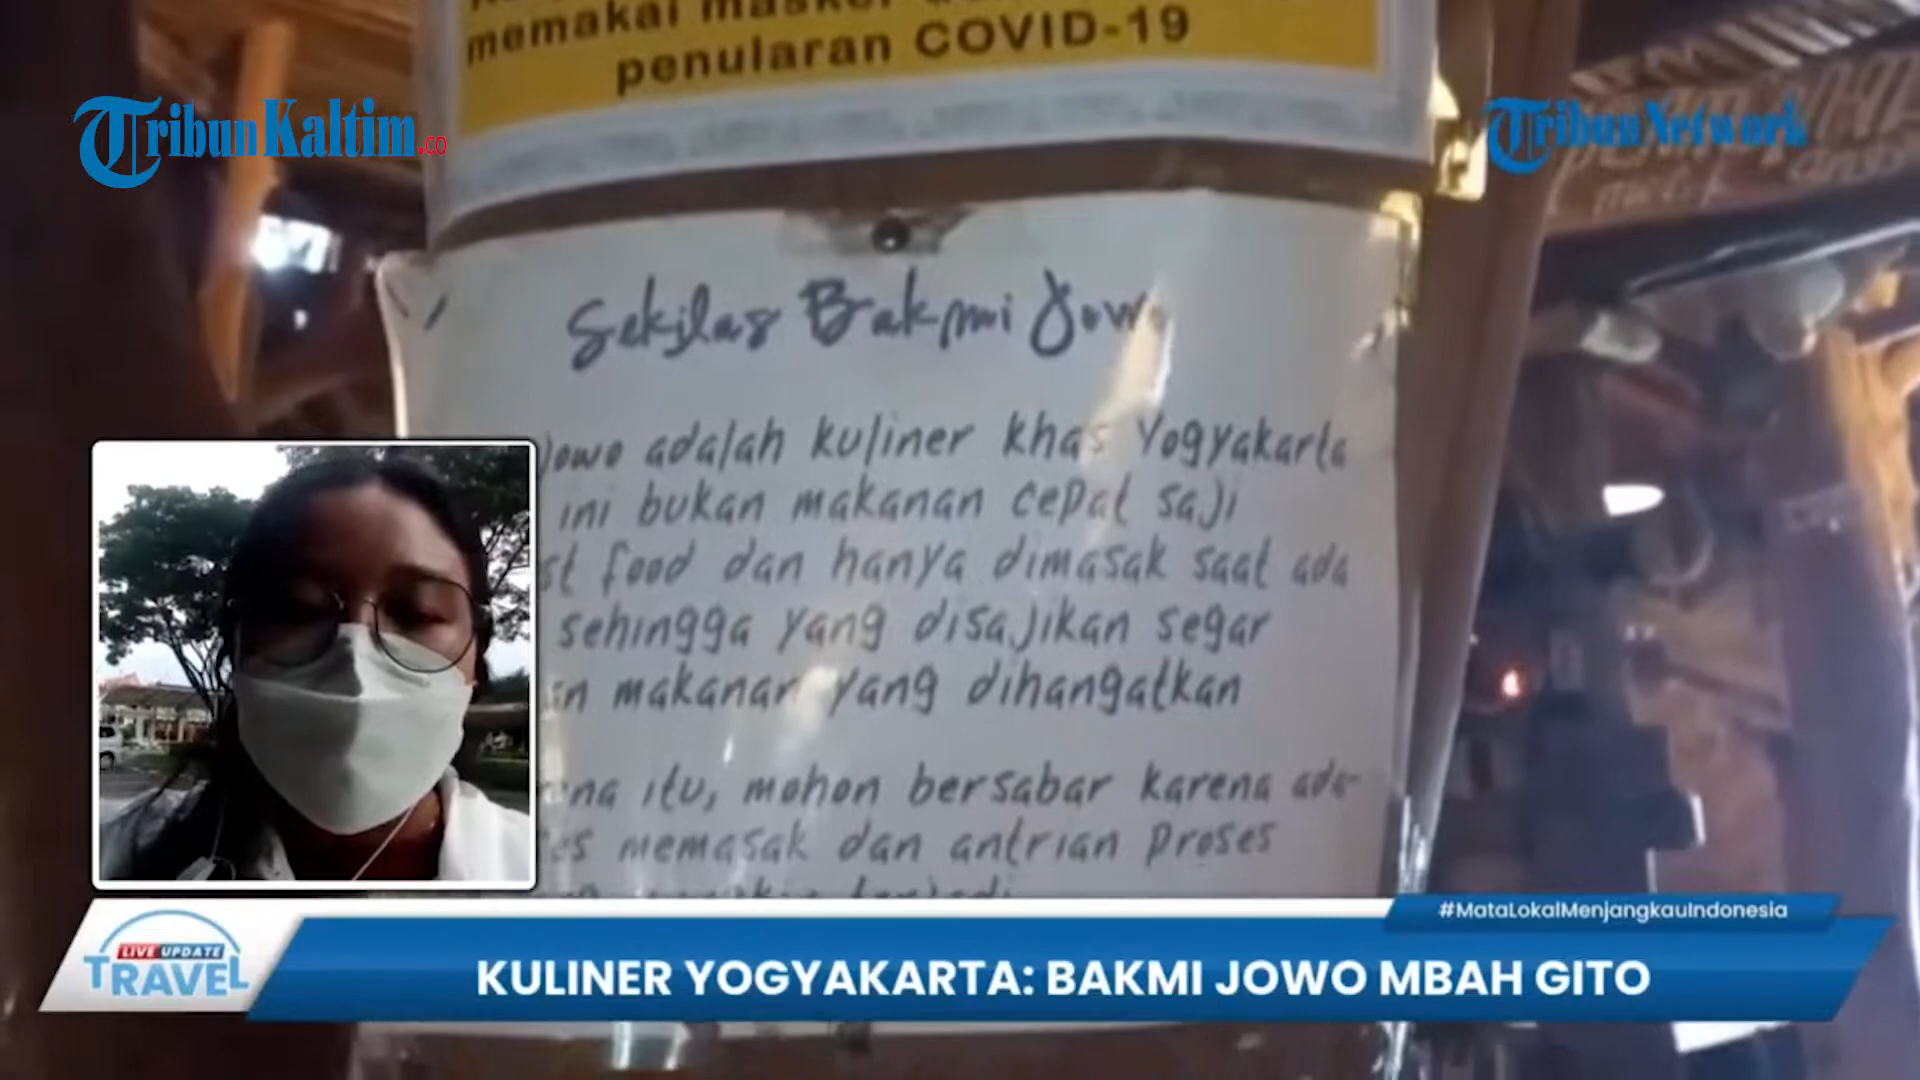 memakai masker
penularan COVID-19
TribunKaltim.co
TribunNetwork
Sekilas Bakmi Jowo
Jowo adalah kuliner khas Yogyakarta
ini bukan makanan cepat saji
food dan hanya dimasak saat ada
sehingga yang disajikan segar
makanan yang dihangatkan
itu, mohon bersabar karena ada
memasak dan antrian proses
#MataLokalMenjangkauIndonesia
LIVE UPDATE
TRAVEL
KULINER YOGYAKARTA: BAKMI JOWO MBAH GITO